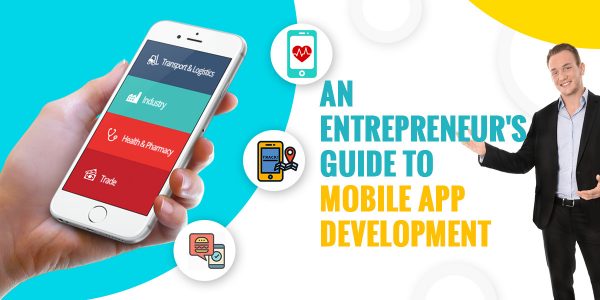 Transport & Logistics
Industry
Health & Pharmacy
Trade
TRACK
AN
ENTREPRENEUR'S
GUIDE TO
MOBILE APP
DEVELOPMENT